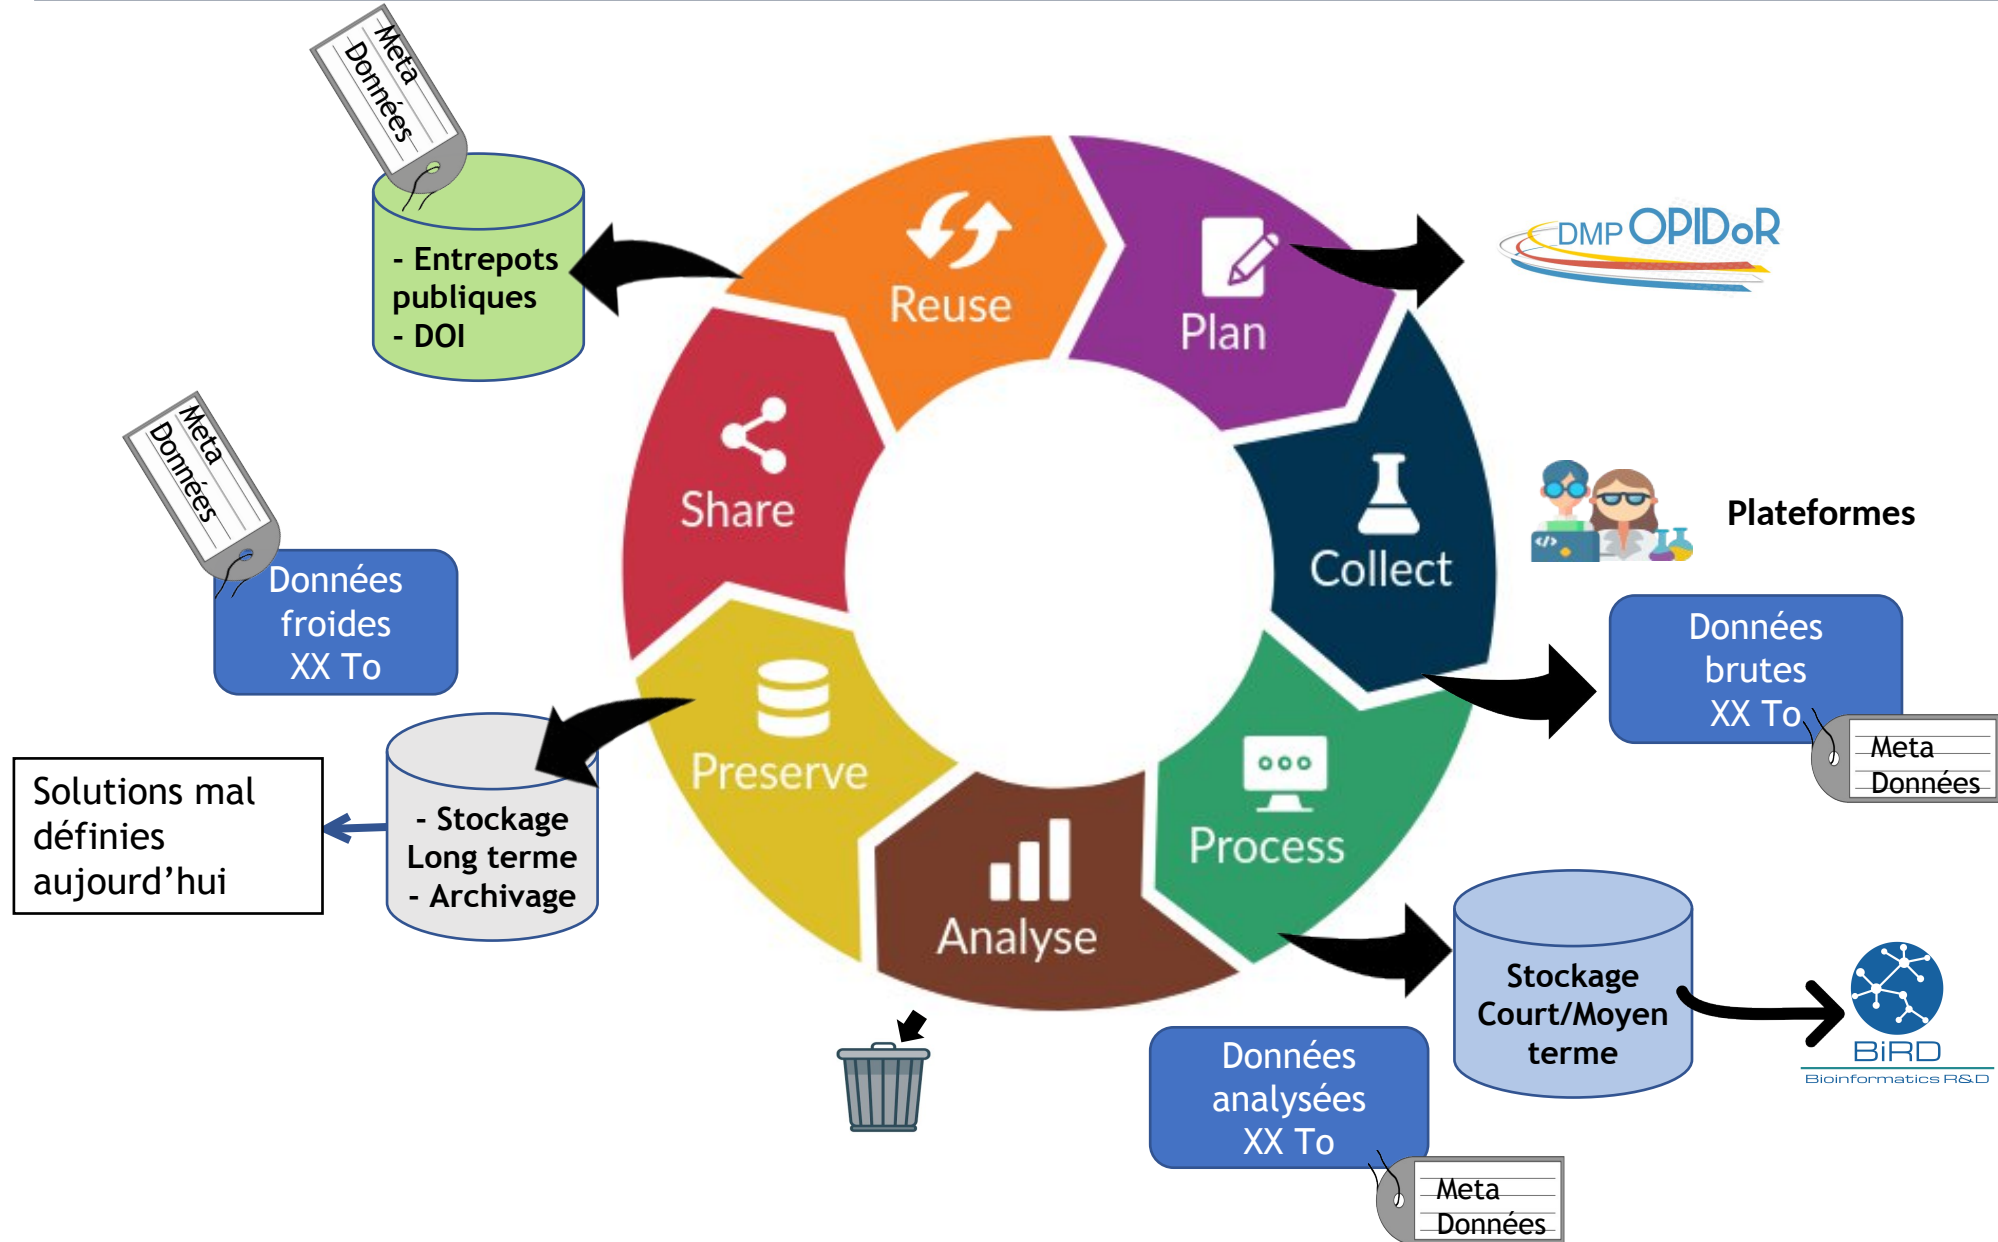 Meta
Données
- Entrepots
publiques
- DOI
Reuse
Plan
DMP OPIDoR
Meta
Données
Share
Collect
Plateformes
Données
froides
XX To
Données
brutes
XX To
Meta
Données
Solutions mal
définies
aujourd’hui
- Stockage
Long terme
- Archivage
Preserve
Process
Analyse
Stockage
Court/Moyen
terme
BiRD
Bioinformatics R&D
Données
analysées
XX To
Meta
Données